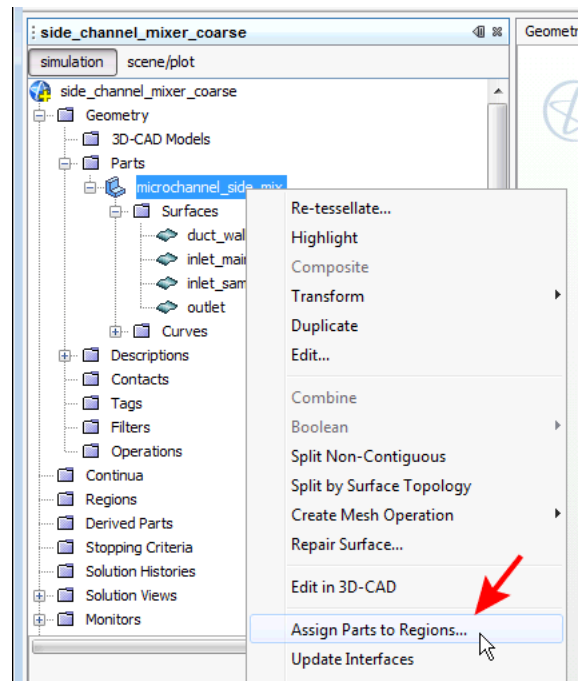 side_channel_mixer_coarse
Geometr
simulation scene/plot
side_channel_mixer_coarse
Geometry
3D-CAD Models
Parts
microchannel_side_mix
Surfaces
duct_wal
inlet_mai
inlet_sam
outlet
Curves
Descriptions
Contacts
Tags
Filters
Operations
Continua
Regions
Derived Parts
Stopping Criteria
Solution Histories
Solution Views
Monitors
Re-tessellate...
Highlight
Composite
Transform
Duplicate
Edit...
Combine
Boolean
Split Non-Contiguous
Split by Surface Topology
Create Mesh Operation
Repair Surface...
Edit in 3D-CAD
Assign Parts to Regions...
Update Interfaces